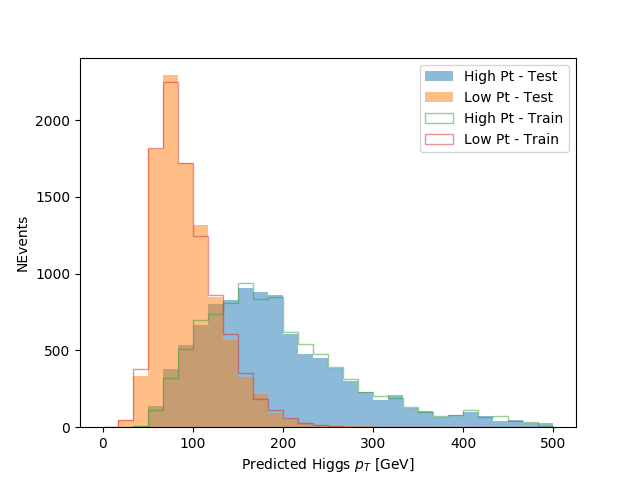 High Pt - Test
Low Pt - Test
High Pt - Train
Low Pt - Train
NEvents
2000
1500
1000
500
0
0 100 200 300 400 500
Predicted Higgs $p_T$ [GeV]